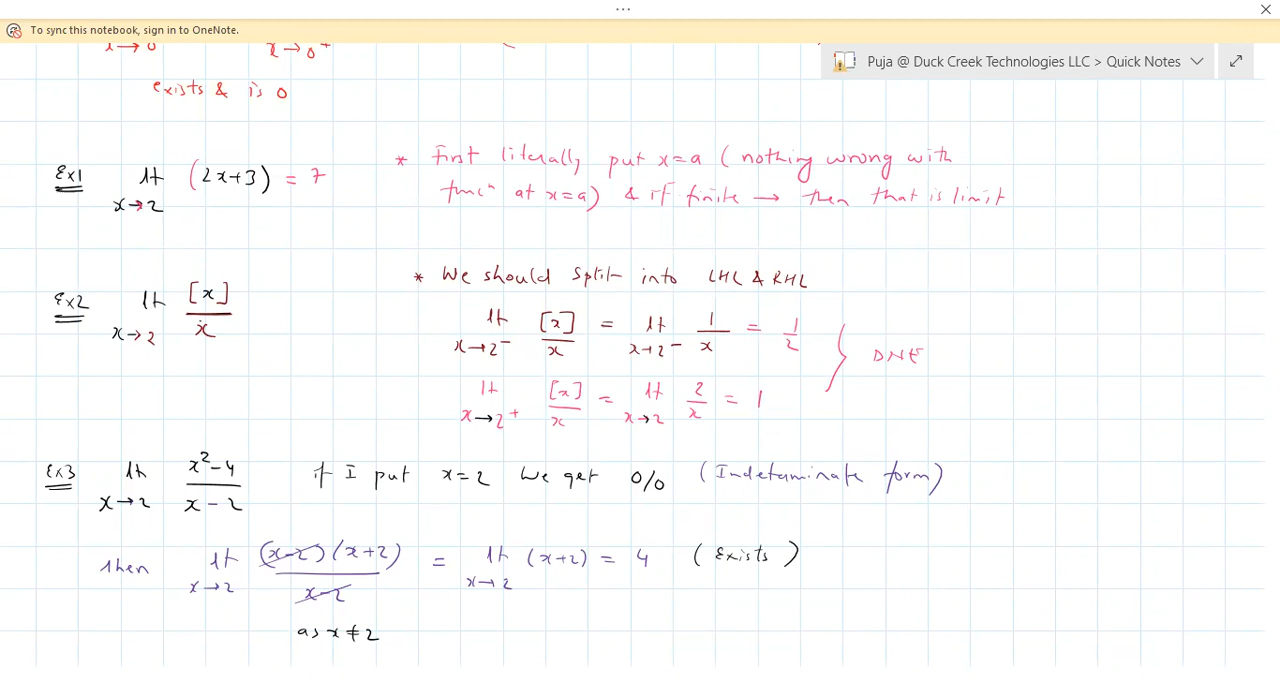 To sync this notebook, sign in to OneNote.
Puja @ Duck Creek Technologies LLC > Quick Notes
x→0 x→0⁺
exists & is 0
Ex1 lt x→2 (2x+3) = 7
* First literally put x=a (nothing wrong with
funcⁿ at x=a) & if finite → then that is limit
Ex2 lt x→2 [x]/x
* We should split into LHL & RHL
lt x→2⁻ [x]/x = lt x→2⁻ 1/x = 1/2
lt x→2⁺ [x]/x = lt x→2 2/x = 1
} DNE
Ex3 lt x→2 x²-4/x-2 if I put x=2 We get 0/0 (Indeterminate form)
then lt x→2 (x-2)(x+2)/x-2 = lt x→2 (x+2) = 4 (Exists)
as x≠2